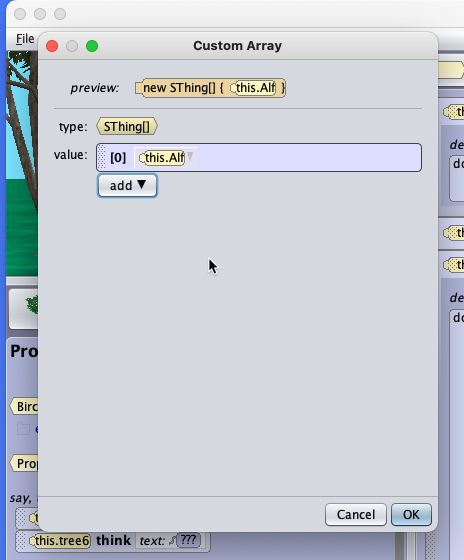 Custom Array
File
preview: new SThing[] { this.Alf }
type: SThing[]
value: [0] this.Alf
add
Pro
Birc
Prop
say,
this.tree6 think text: ???
Cancel OK
th
de
do
th
th
de
do